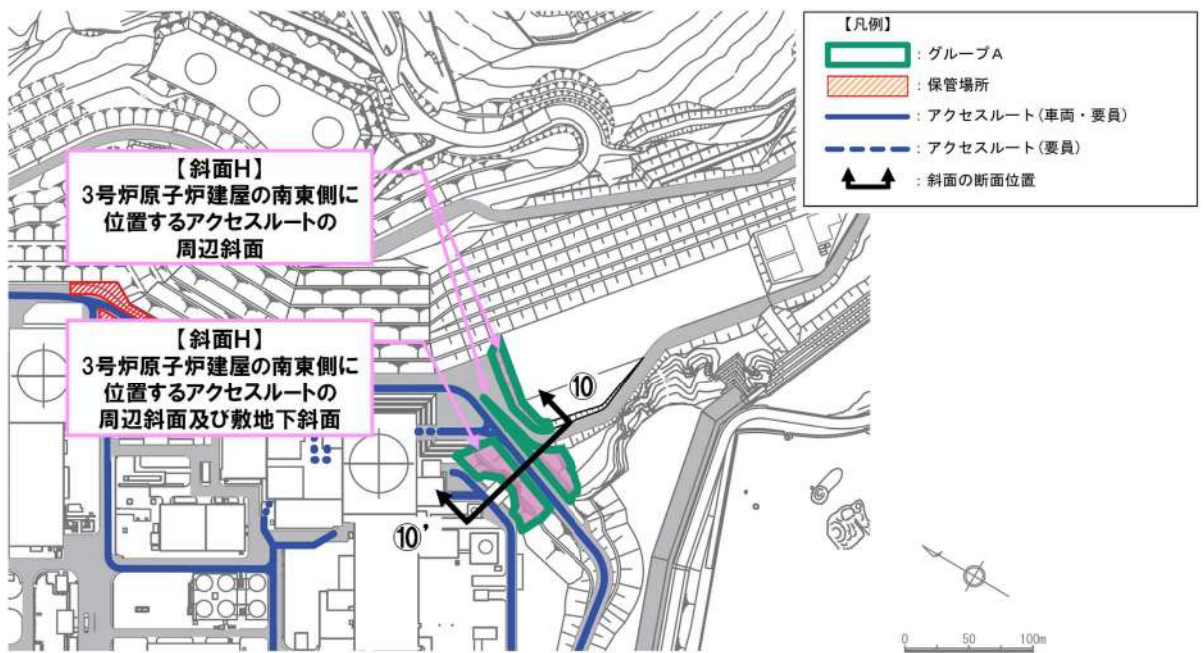 【凡例】
：グループA
：保管場所
：アクセスルート(車両・要員)
：アクセスルート(要員)
：斜面の断面位置
【斜面H】
3号炉原子炉建屋の南東側に
位置するアクセスルートの
周辺斜面
【斜面H】
3号炉原子炉建屋の南東側に
位置するアクセスルートの
周辺斜面及び敷地下斜面
⑩
⑩'
0 50 100m